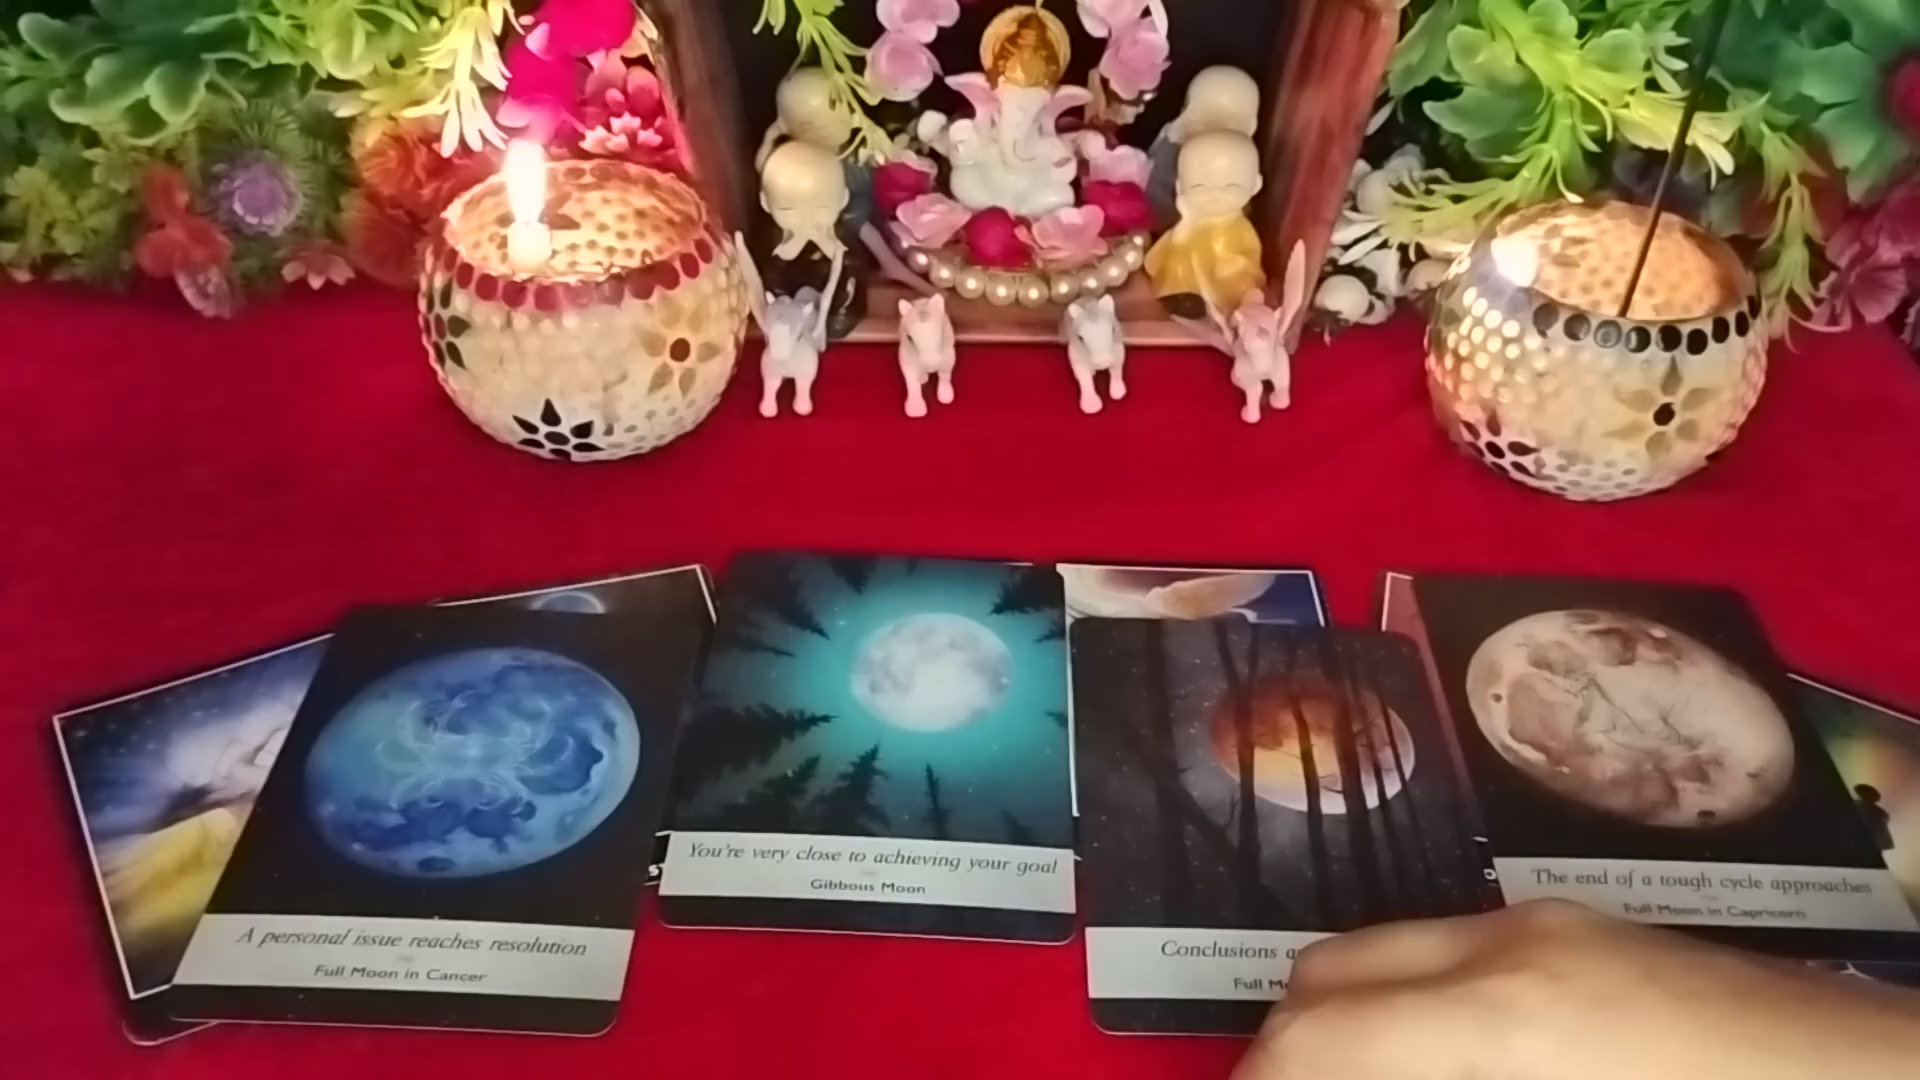 A personal issue reaches resolution
Full Moon in Cancer
You're very close to achieving your goal
Gibbous Moon
Conclusions
Full
The end of a tough cycle approaches
Full Moon in Capricorn